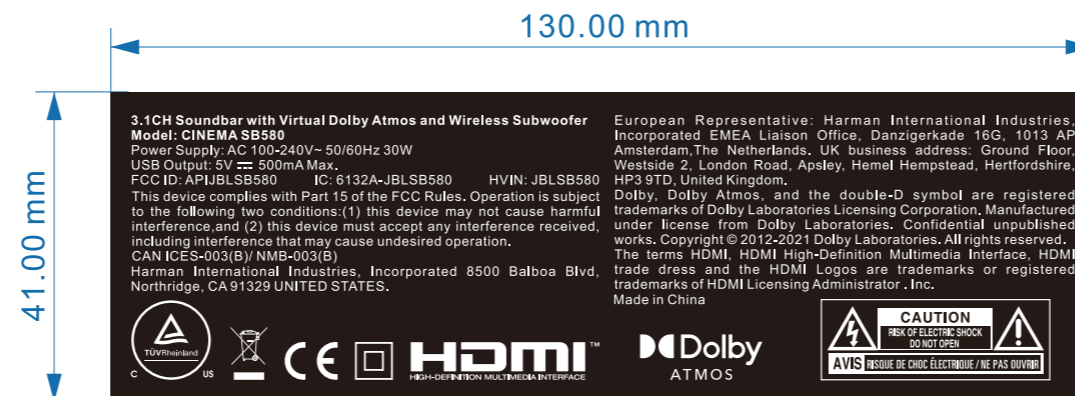 130.00 mm
41.00 mm
3.1CH Soundbar with Virtual Dolby Atmos and Wireless Subwoofer
Model: CINEMA SB580
Power Supply: AC 100-240V~ 50/60Hz 30W
USB Output: 5V ⎓ 500mA Max.
FCC ID: APIJBLSB580 IC: 6132A-JBLSB580 HVIN: JBLSB580
This device complies with Part 15 of the FCC Rules. Operation is subject
to the following two conditions:(1) this device may not cause harmful
interference,and (2) this device must accept any interference received,
including interference that may cause undesired operation.
CAN ICES-003(B)/ NMB-003(B)
Harman International Industries, Incorporated 8500 Balboa Blvd,
Northridge, CA 91329 UNITED STATES.
European Representative: Harman International Industries,
Incorporated EMEA Liaison Office, Danzigerkade 16G, 1013 AP
Amsterdam,The Netherlands. UK business address: Ground Floor,
Westside 2, London Road, Apsley, Hemel Hempstead, Hertfordshire,
HP3 9TD, United Kingdom.
Dolby, Dolby Atmos, and the double-D symbol are registered
trademarks of Dolby Laboratories Licensing Corporation. Manufactured
under license from Dolby Laboratories. Confidential unpublished
works. Copyright © 2012-2021 Dolby Laboratories. All rights reserved.
The terms HDMI, HDMI High-Definition Multimedia Interface, HDMI
trade dress and the HDMI Logos are trademarks or registered
trademarks of HDMI Licensing Administrator . Inc.
Made in China
TÜVRheinland
C US
CE
HDMI™
HIGH-DEFINITION MULTIMEDIA INTERFACE
Dolby
ATMOS
CAUTION
RISK OF ELECTRIC SHOCK
DO NOT OPEN
AVIS RISQUE DE CHOC ÉLECTRIQUE / NE PAS OUVRIR